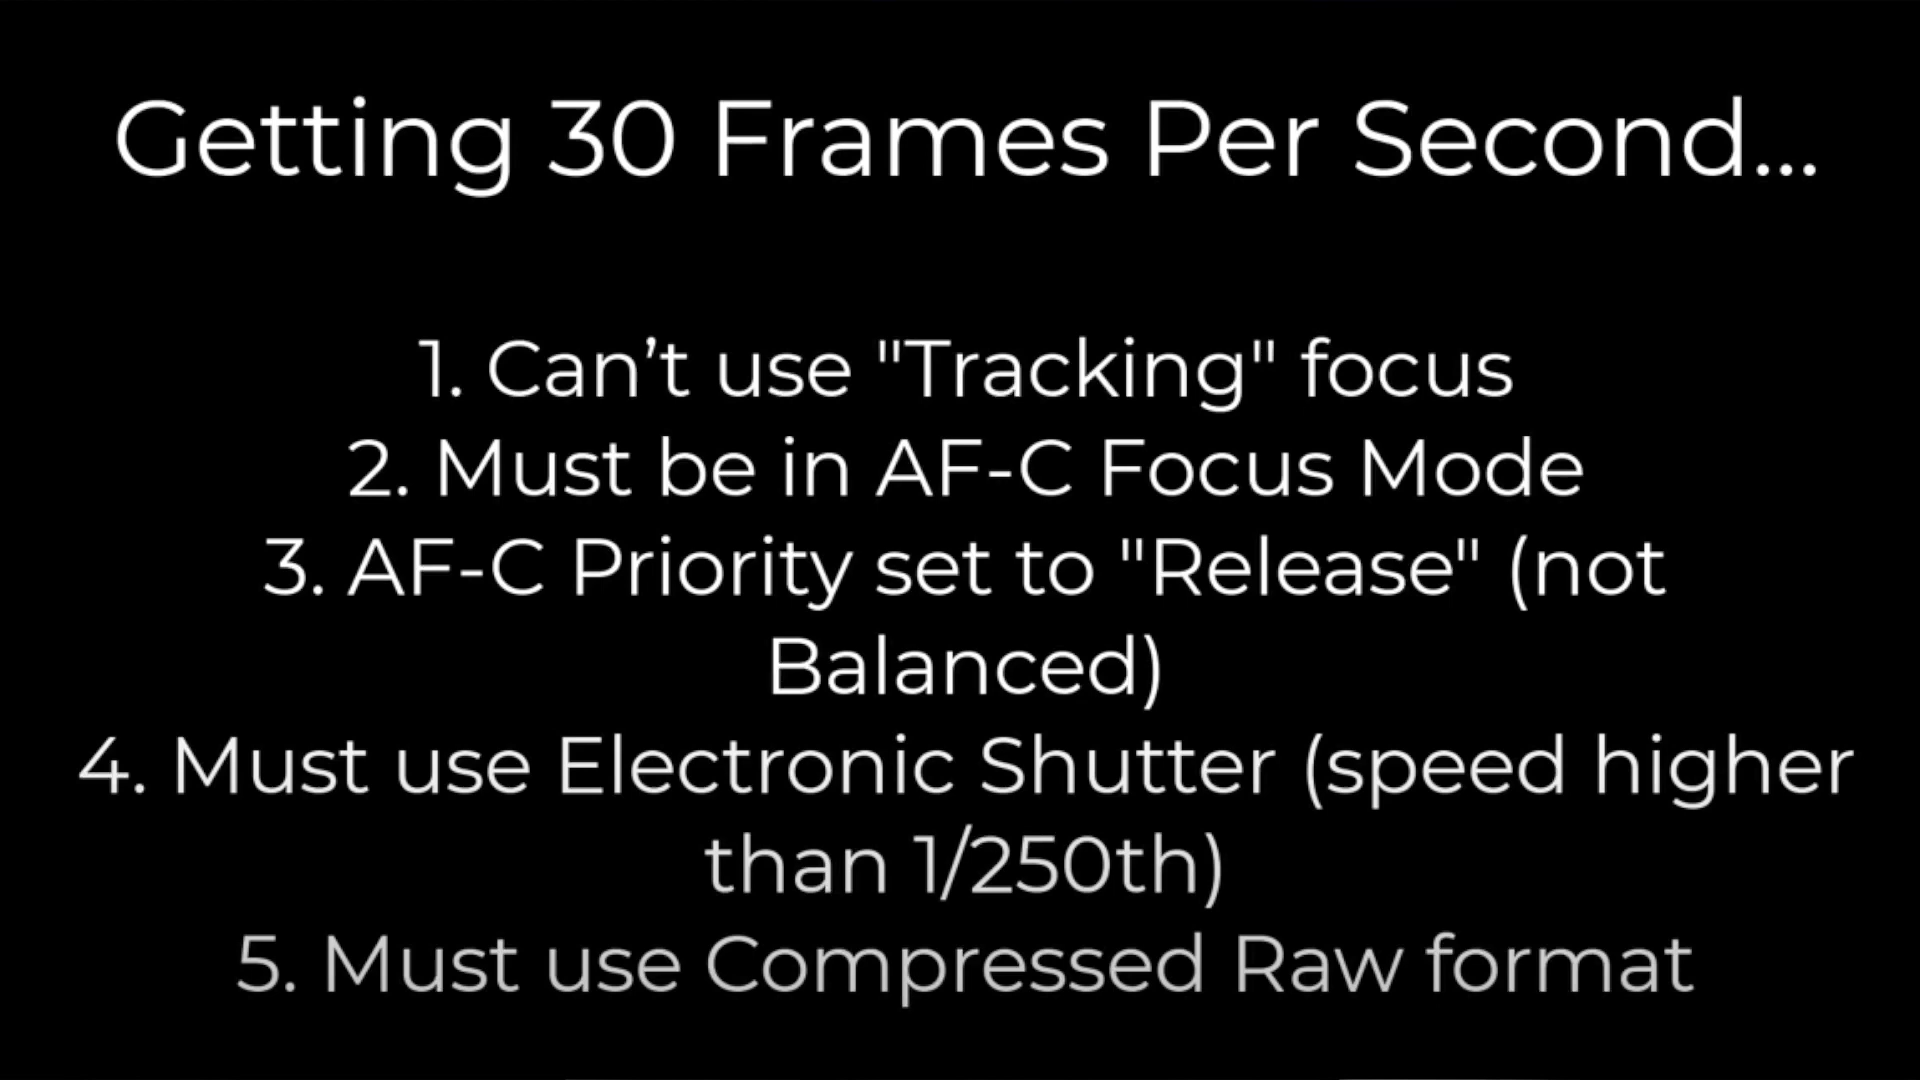 Getting 30 Frames Per Second...
1. Can’t use "Tracking" focus
2. Must be in AF-C Focus Mode
3. AF-C Priority set to "Release" (not
Balanced)
4. Must use Electronic Shutter (speed higher
than 1/250th)
5. Must use Compressed Raw format